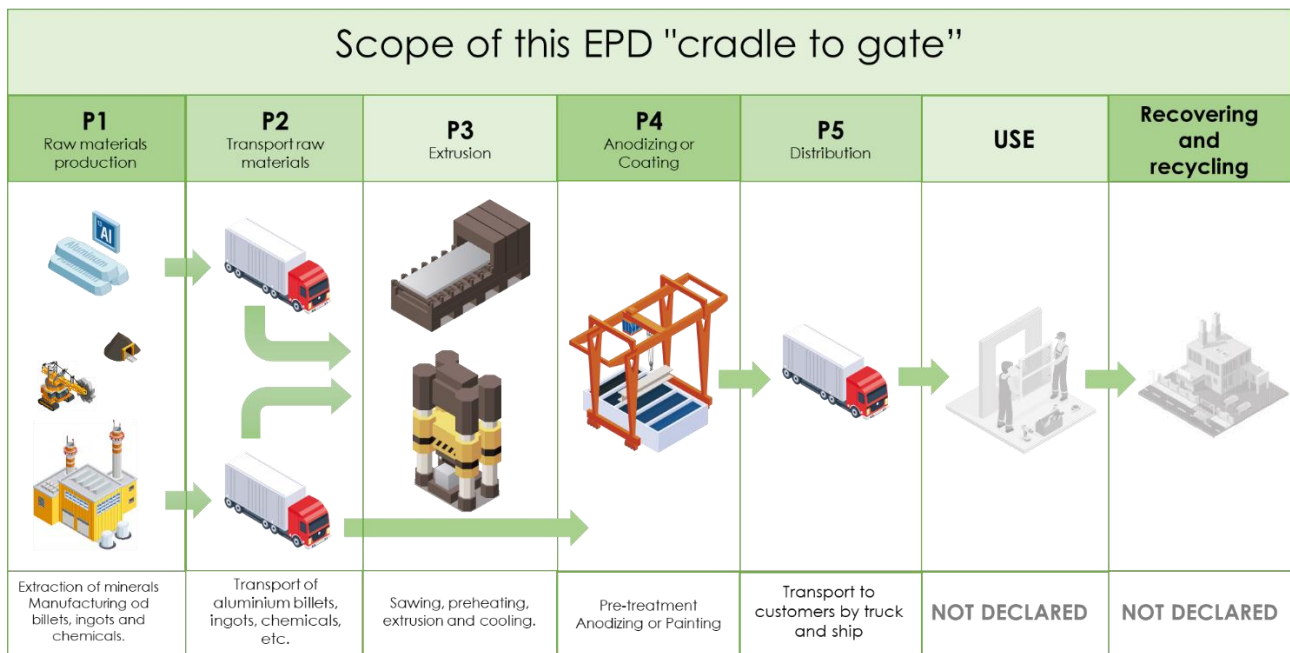 Scope of this EPD "cradle to gate”
P1
Raw materials
production
P2
Transport raw
materials
P3
Extrusion
P4
Anodizing or
Coating
P5
Distribution
USE
Recovering
and
recycling
Al
Aluminum
Extraction of minerals
Manufacturing od
billets, ingots and
chemicals.
Transport of
aluminium billets,
ingots, chemicals,
etc.
Sawing, preheating,
extrusion and cooling.
Pre-treatment
Anodizing or Painting
Transport to
customers by truck
and ship
NOT DECLARED
NOT DECLARED